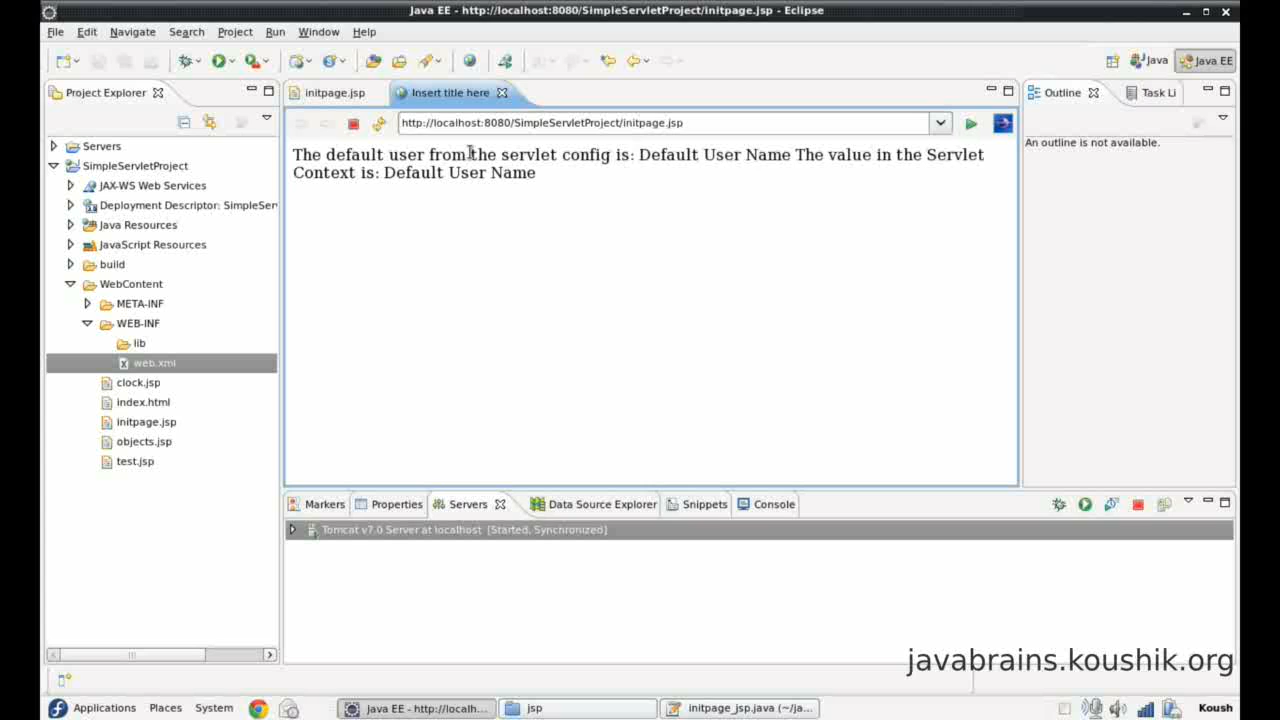 Java EE - http://localhost:8080/SimpleServletProject/initpage.jsp - Eclipse
File Edit Navigate Search Project Run Window Help
Java Java EE
Project Explorer
initpage.jsp Insert title here
Outline Task Li
http://localhost:8080/SimpleServletProject/initpage.jsp
An outline is not available.
The default user from the servlet config is: Default User Name The value in the Servlet
Context is: Default User Name
Servers
SimpleServletProject
JAX-WS Web Services
Deployment Descriptor: SimpleSer
Java Resources
JavaScript Resources
build
WebContent
META-INF
WEB-INF
lib
web.xml
clock.jsp
index.html
initpage.jsp
objects.jsp
test.jsp
Markers Properties Servers Data Source Explorer Snippets Console
Tomcat v7.0 Server at localhost [Started, Synchronized]
javabrains.koushik.org
Applications Places System Java EE - http://localh... jsp initpage_jsp.java (~/ja... Koush